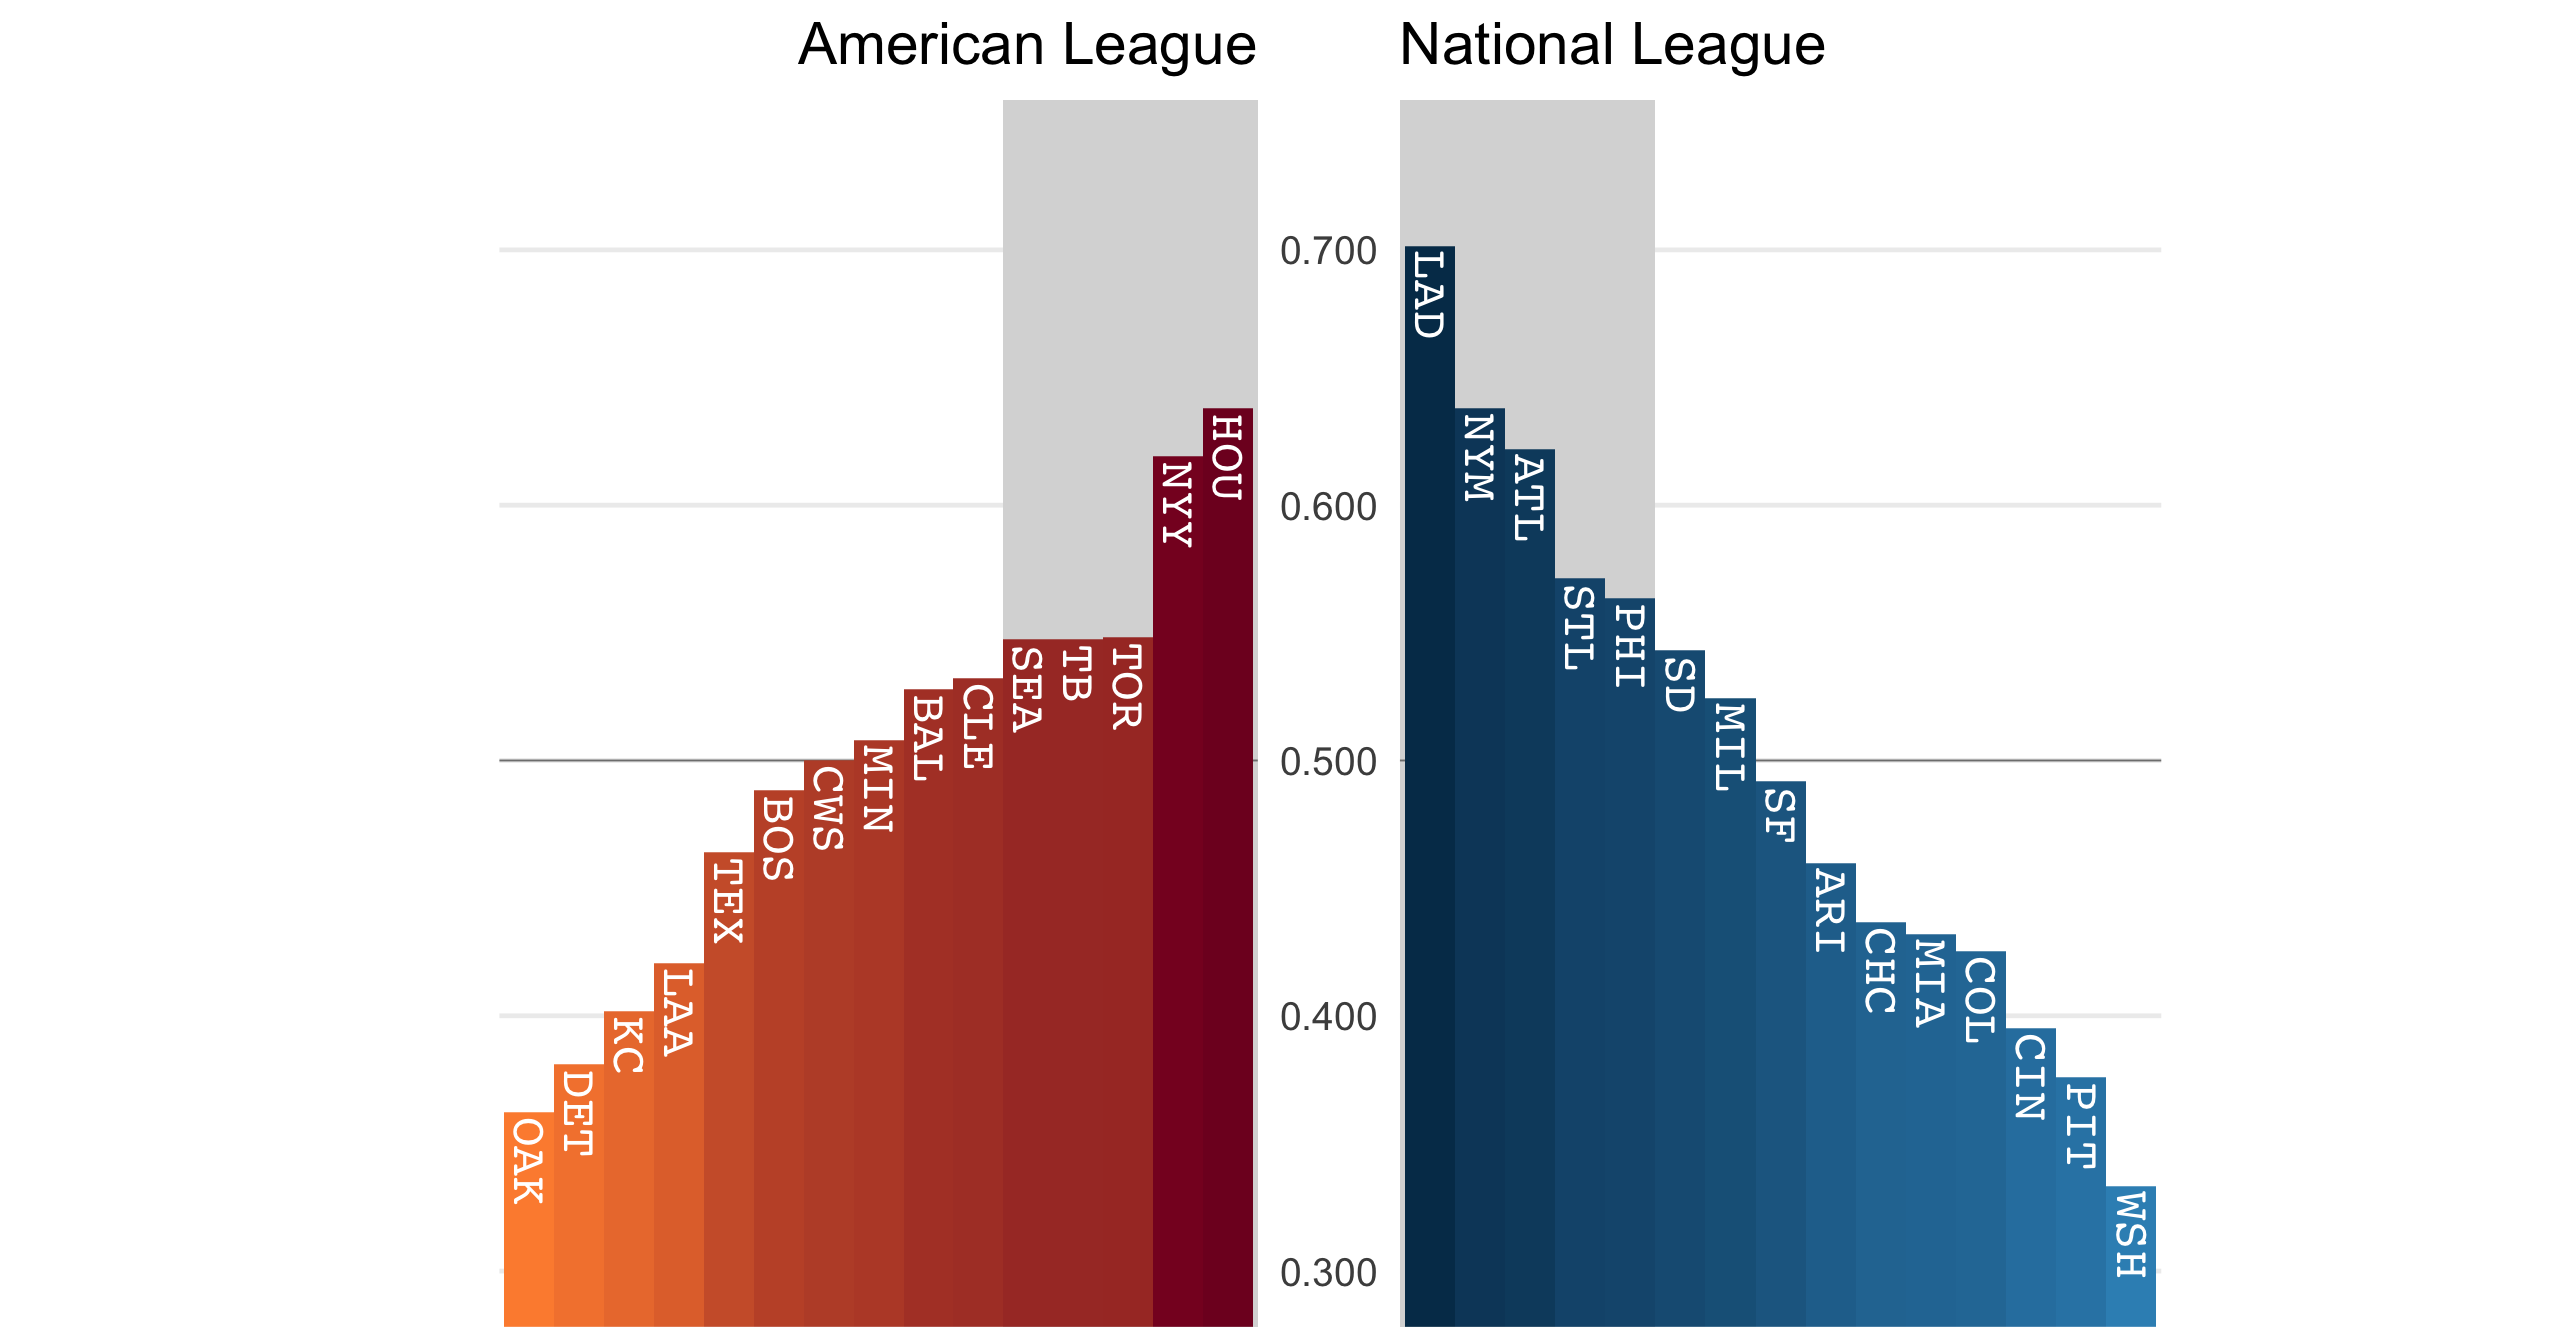 American League
National League
0.700
0.600
0.500
0.400
0.300
OAK
DET
KC
LAA
TEX
BOS
CWS
MIN
BAL
CLE
SEA
TB
TOR
NYY
HOU
LAD
NYM
ATL
STL
PHI
SD
MIL
SF
ARI
CHC
MIA
COL
CIN
PIT
WSH